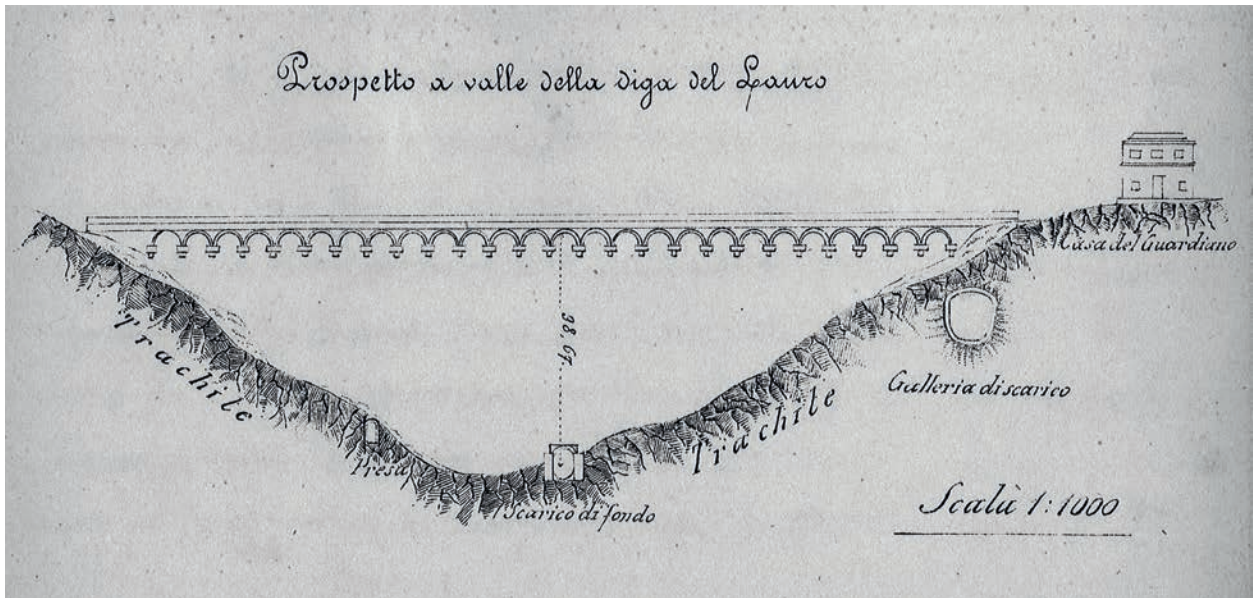 Prospetto a valle della diga del Lauro
Casa del Guardiano
38.67.
Trachite
Galleria di scarico
Trachite
Presa
Scarico di fondo
Scala 1:1000